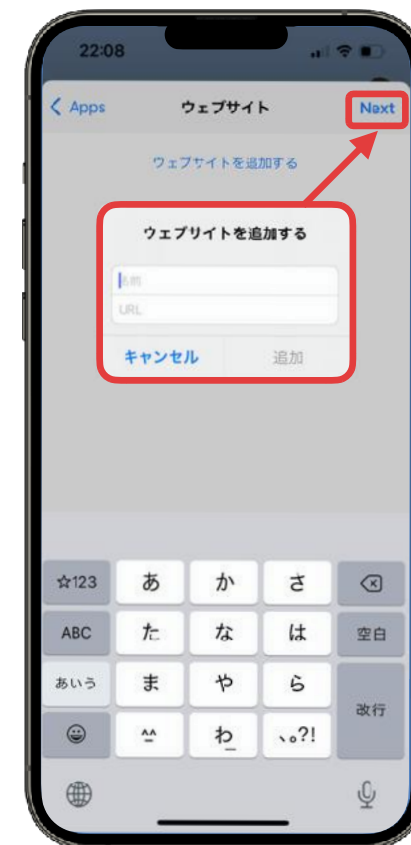 22:08
Apps ウェブサイト Next
ウェブサイトを追加する
ウェブサイトを追加する
名前
URL
キャンセル 追加
☆123 あ か さ
ABC た な は 空白
あいう ま や ら 改行
^^ わ_ 、。?!